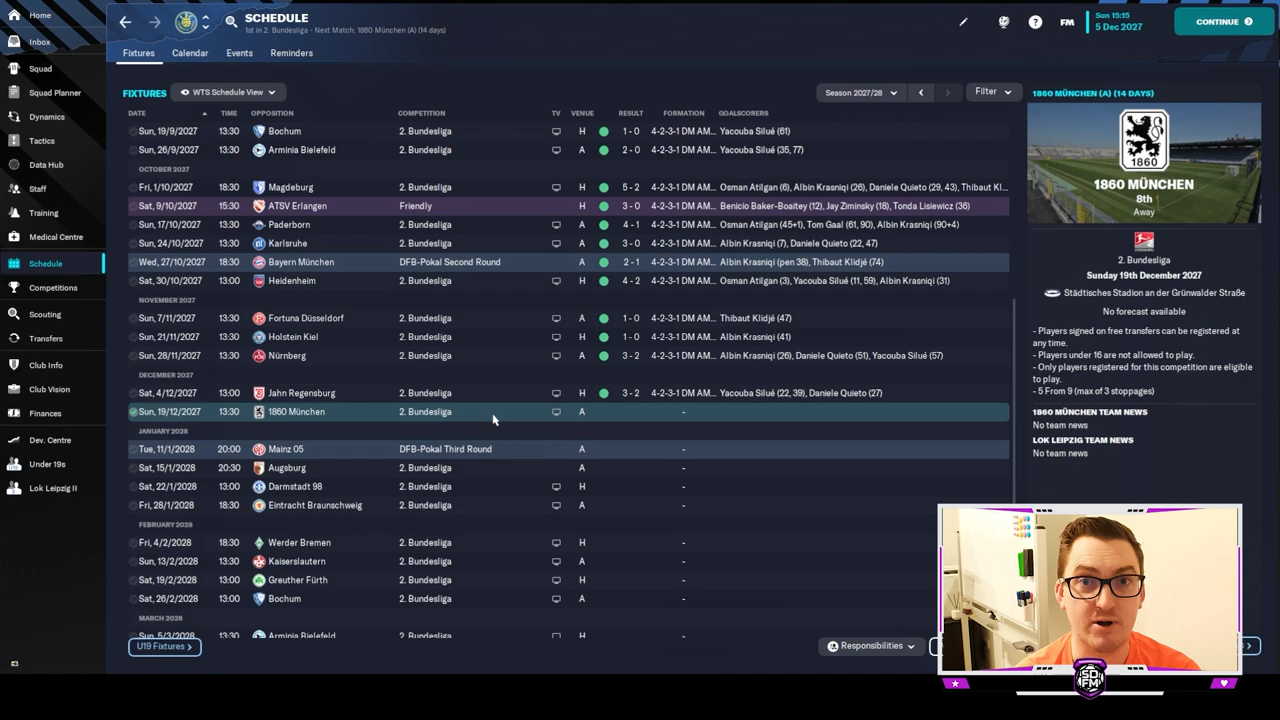 Home
Inbox
Squad
Squad Planner
Dynamics
Tactics
Data Hub
Staff
Training
Medical Centre
Schedule
Competitions
Scouting
Transfers
Club Info
Club Vision
Finances
Dev. Centre
Under 19s
Lok Leipzig II
SCHEDULE
1st in 2. Bundesliga - Next Match: 1860 München (A) (14 days)
FM
Sun 15:15
5 Dec 2027
CONTINUE
Fixtures Calendar Events Reminders
FIXTURES WTS Schedule View Season 2027/28 Filter
DATE TIME OPPOSITION COMPETITION TV VENUE RESULT FORMATION GOALSCORERS
Sun, 19/9/2027 13:30 Bochum 2. Bundesliga H 1 - 0 4-2-3-1 DM AM... Yacouba Silué (61)
Sun, 26/9/2027 13:30 Arminia Bielefeld 2. Bundesliga A 2 - 0 4-2-3-1 DM AM... Yacouba Silué (35, 77)
OCTOBER 2027
Fri, 1/10/2027 18:30 Magdeburg 2. Bundesliga H 5 - 2 4-2-3-1 DM AM... Osman Atilgan (6), Albin Krasniqi (26), Daniele Quieto (29, 43), Thibaut Kl...
Sat, 9/10/2027 15:30 ATSV Erlangen Friendly H 3 - 0 4-2-3-1 DM AM... Benicio Baker-Boaitey (12), Jay Ziminsky (18), Tonda Lisiewicz (36)
Sun, 17/10/2027 13:30 Paderborn 2. Bundesliga A 4 - 1 4-2-3-1 DM AM... Osman Atilgan (45+1), Tom Gaal (61, 90), Albin Krasniqi (90+4)
Sun, 24/10/2027 13:30 Karlsruhe 2. Bundesliga A 3 - 0 4-2-3-1 DM AM... Albin Krasniqi (7), Daniele Quieto (22, 47)
Wed, 27/10/2027 18:30 Bayern München DFB-Pokal Second Round A 2 - 1 4-2-3-1 DM AM... Albin Krasniqi (pen 38), Thibaut Klidjé (74)
Sat, 30/10/2027 13:00 Heidenheim 2. Bundesliga H 4 - 2 4-2-3-1 DM AM... Osman Atilgan (3), Yacouba Silué (11, 59), Albin Krasniqi (31)
NOVEMBER 2027
Sun, 7/11/2027 13:30 Fortuna Düsseldorf 2. Bundesliga A 1 - 0 4-2-3-1 DM AM... Thibaut Klidjé (47)
Sun, 21/11/2027 13:30 Holstein Kiel 2. Bundesliga H 1 - 0 4-2-3-1 DM AM... Albin Krasniqi (41)
Sun, 28/11/2027 13:30 Nürnberg 2. Bundesliga A 3 - 2 4-2-3-1 DM AM... Albin Krasniqi (26), Daniele Quieto (51), Yacouba Silué (57)
DECEMBER 2027
Sat, 4/12/2027 13:00 Jahn Regensburg 2. Bundesliga H 3 - 2 4-2-3-1 DM AM... Yacouba Silué (22, 39), Daniele Quieto (27)
Sun, 19/12/2027 13:30 1860 München 2. Bundesliga A -
JANUARY 2028
Tue, 11/1/2028 20:00 Mainz 05 DFB-Pokal Third Round A -
Sat, 15/1/2028 20:30 Augsburg 2. Bundesliga A -
Sat, 22/1/2028 13:00 Darmstadt 98 2. Bundesliga H -
Fri, 28/1/2028 18:30 Eintracht Braunschweig 2. Bundesliga A -
FEBRUARY 2028
Fri, 4/2/2028 18:30 Werder Bremen 2. Bundesliga H -
Sun, 13/2/2028 13:30 Kaiserslautern 2. Bundesliga A -
Sat, 19/2/2028 13:00 Greuther Fürth 2. Bundesliga H -
Sat, 26/2/2028 13:00 Bochum 2. Bundesliga A -
MARCH 2028
Sun, 5/3/2028 13:30 Arminia Bielefeld 2. Bundesliga H -
U19 Fixtures
Responsibilities
1860 MÜNCHEN (A) (14 DAYS)
1860
1860 MÜNCHEN
8th
Away
2. Bundesliga
Sunday 19th December 2027
Städtisches Stadion an der Grünwalder Straße
No forecast available
- Players signed on free transfers can be registered at
any time.
- Players under 16 are not allowed to play.
- Only players registered for this competition are eligible
to play.
- 5 From 9 (max of 3 stoppages)
1860 MÜNCHEN TEAM NEWS
No team news
LOK LEIPZIG TEAM NEWS
No team news
SD
FM